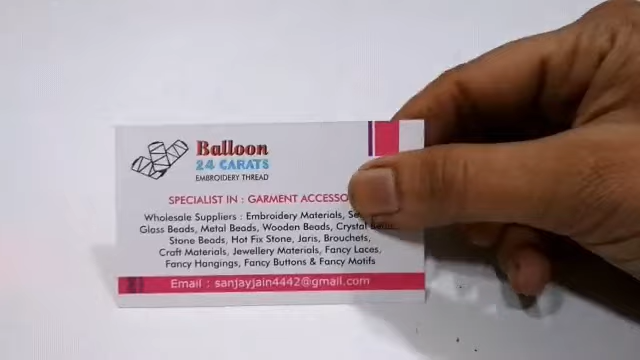 Balloon
24 CARATS
EMBROIDERY THREAD
SPECIALIST IN : GARMENT ACCESSO
Wholesale Suppliers : Embroidery Materials,
Glass Beads, Metal Beads, Wooden Beads, Crystal
Stone Beads, Hot Fix Stone, Jaris, Brouchets,
Craft Materials, Jewellery Materials, Fancy Laces,
Fancy Hangings, Fancy Buttons & Fancy Motifs
Email : sanjayjain4442@gmail.com